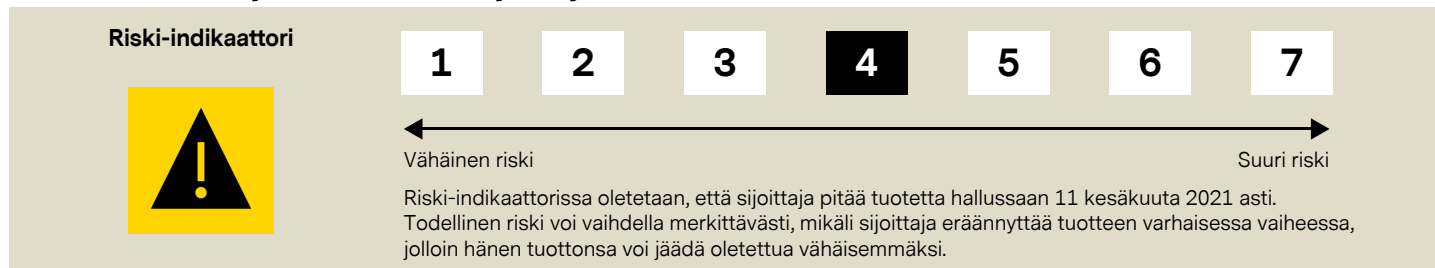 Riski-indikaattori
1 2 3 4 5 6 7
Vähäinen riski Suuri riski
Riski-indikaattorissa oletetaan, että sijoittaja pitää tuotetta hallussaan 11 kesäkuuta 2021 asti.
Todellinen riski voi vaihdella merkittävästi, mikäli sijoittaja eräännyttää tuotteen varhaisessa vaiheessa,
jolloin hänen tuottonsa voi jäädä oletettua vähäisemmäksi.